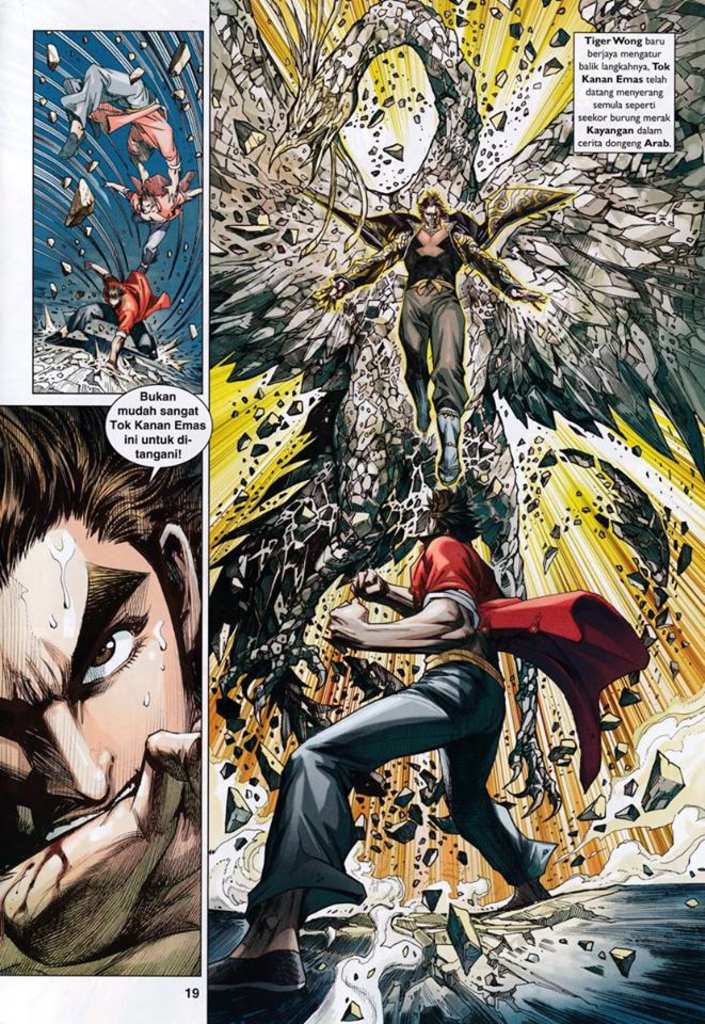 Tiger Wong baru
berjaya mengatur
balik langkahnya, Tok
Kanan Emas telah
datang menyerang
semula seperti
seekor burung merak
Kayangan dalam
cerita dongeng Arab.
Bukan
mudah sangat
Tok Kanan Emas
ini untuk di-
tangani!
19